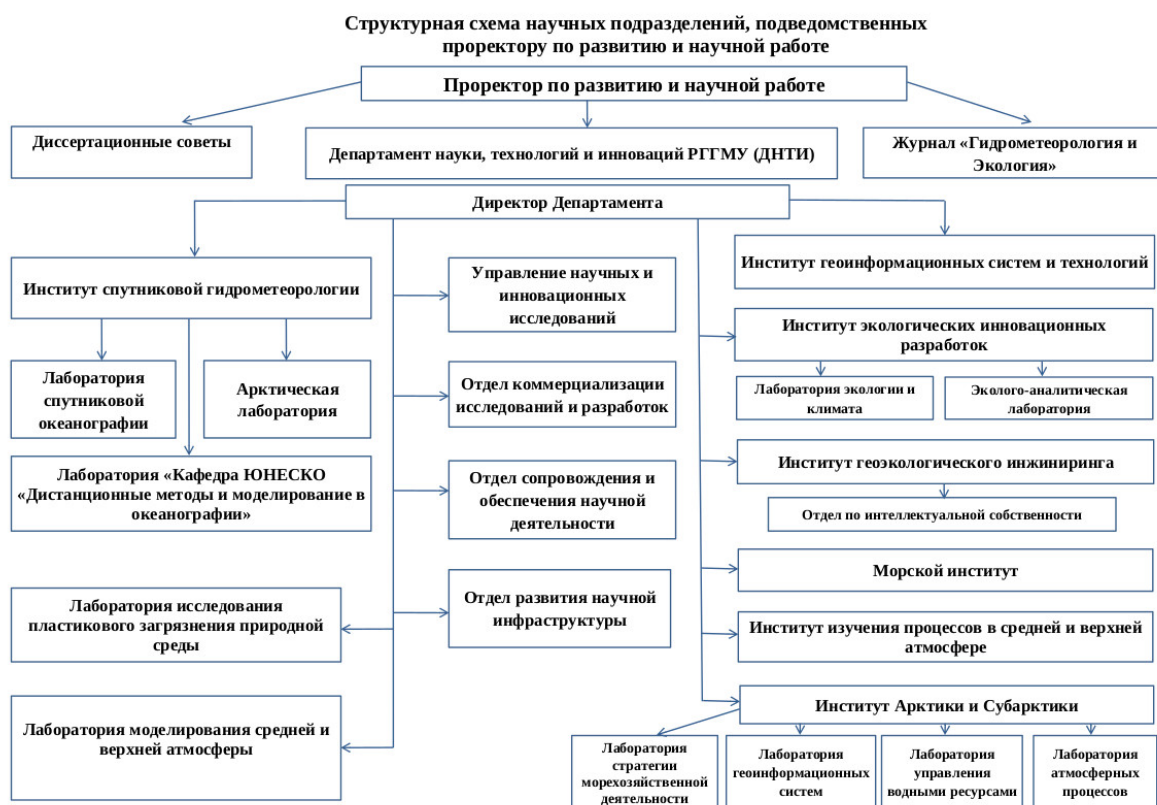 Структурная схема научных подразделений, подведомственных
проректору по развитию и научной работе
Проректор по развитию и научной работе
Диссертационные советы
Департамент науки, технологий и инноваций РГГМУ (ДНТИ)
Журнал «Гидрометеорология и
Экология»
Директор Департамента
Институт спутниковой гидрометеорологии
Лаборатория
спутниковой
океанографии
Арктическая
лаборатория
Лаборатория «Кафедра ЮНЕСКО
«Дистанционные методы и моделирование в
океанографии»
Лаборатория исследования
пластикового загрязнения природной
среды
Лаборатория моделирования средней и
верхней атмосферы
Управление научных и
инновационных
исследований
Отдел коммерциализации
исследований и разработок
Отдел сопровождения и
обеспечения научной
деятельности
Отдел развития научной
инфраструктуры
Институт геоинформационных систем и технологий
Институт экологических инновационных
разработок
Лаборатория экологии и
климата
Эколого-аналитическая
лаборатория
Институт геоэкологического инжиниринга
Отдел по интеллектуальной собственности
Морской институт
Институт изучения процессов в средней и верхней
атмосфере
Институт Арктики и Субарктики
Лаборатория
стратегии
морехозяйственной
деятельности
Лаборатория
геоинформационных
систем
Лаборатория
управления
водными ресурсами
Лаборатория
атмосферных
процессов